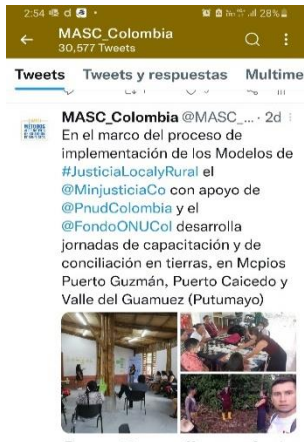 2:54
28%
MASC_Colombia
30,577 Tweets
Tweets
Tweets y respuestas
Multime
MASC_Colombia @MASC_... · 2d
En el marco del proceso de
implementación de los Modelos de
#JusticiaLocalyRural el
@MinjusticiaCo con apoyo de
@PnudColombia y el
@FondoONUCol desarrolla
jornadas de capacitación y de
conciliación en tierras, en Mcpios
Puerto Guzmán, Puerto Caicedo y
Valle del Guamuez (Putumayo)